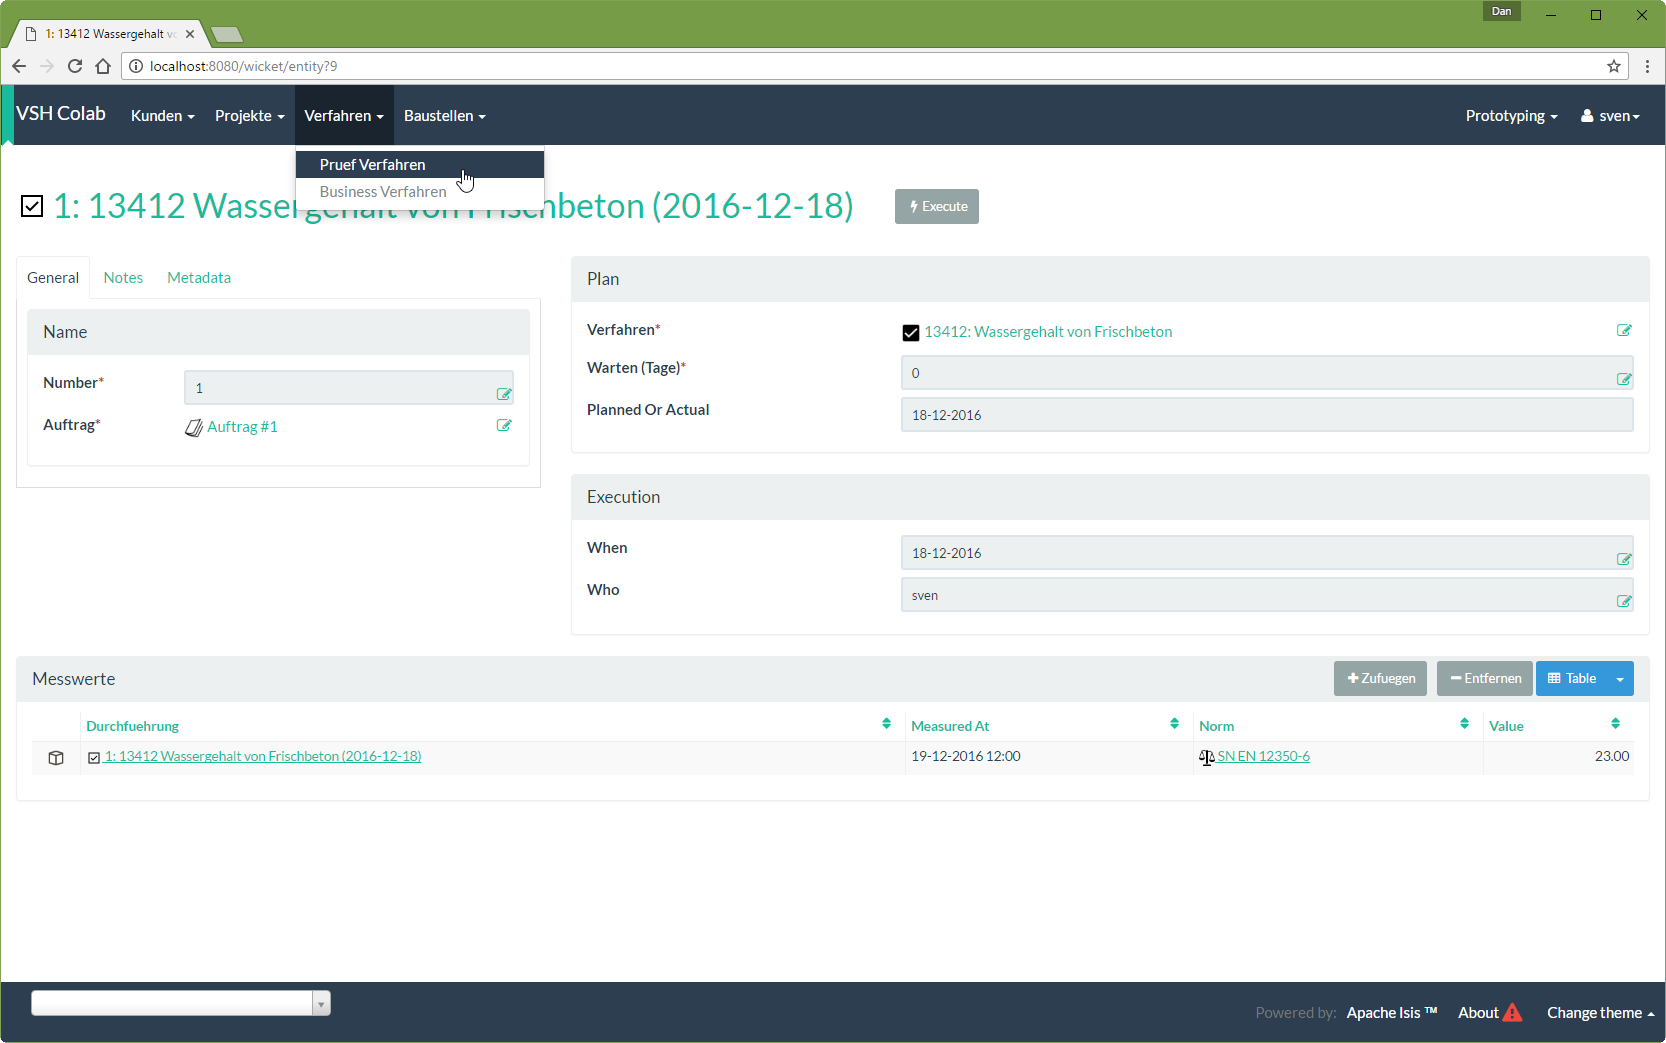 Dan
1: 13412 Wassergehalt vo
localhost:8080/wicket/entity?9
VSH Colab Kunden Projekte Verfahren Baustellen Prototyping sven
Pruef Verfahren
Business Verfahren
1: 13412 Wassergehalt von Frischbeton (2016-12-18) Execute
General Notes Metadata
Name
Number* 1
Auftrag* Auftrag #1
Plan
Verfahren* 13412: Wassergehalt von Frischbeton
Warten (Tage)* 0
Planned Or Actual 18-12-2016
Execution
When 18-12-2016
Who sven
Messwerte Zufuegen Entfernen Table
Durchfuehrung Measured At Norm Value
1: 13412 Wassergehalt von Frischbeton (2016-12-18) 19-12-2016 12:00 SN EN 12350-6 23.00
Powered by: Apache Isis ™ About Change theme